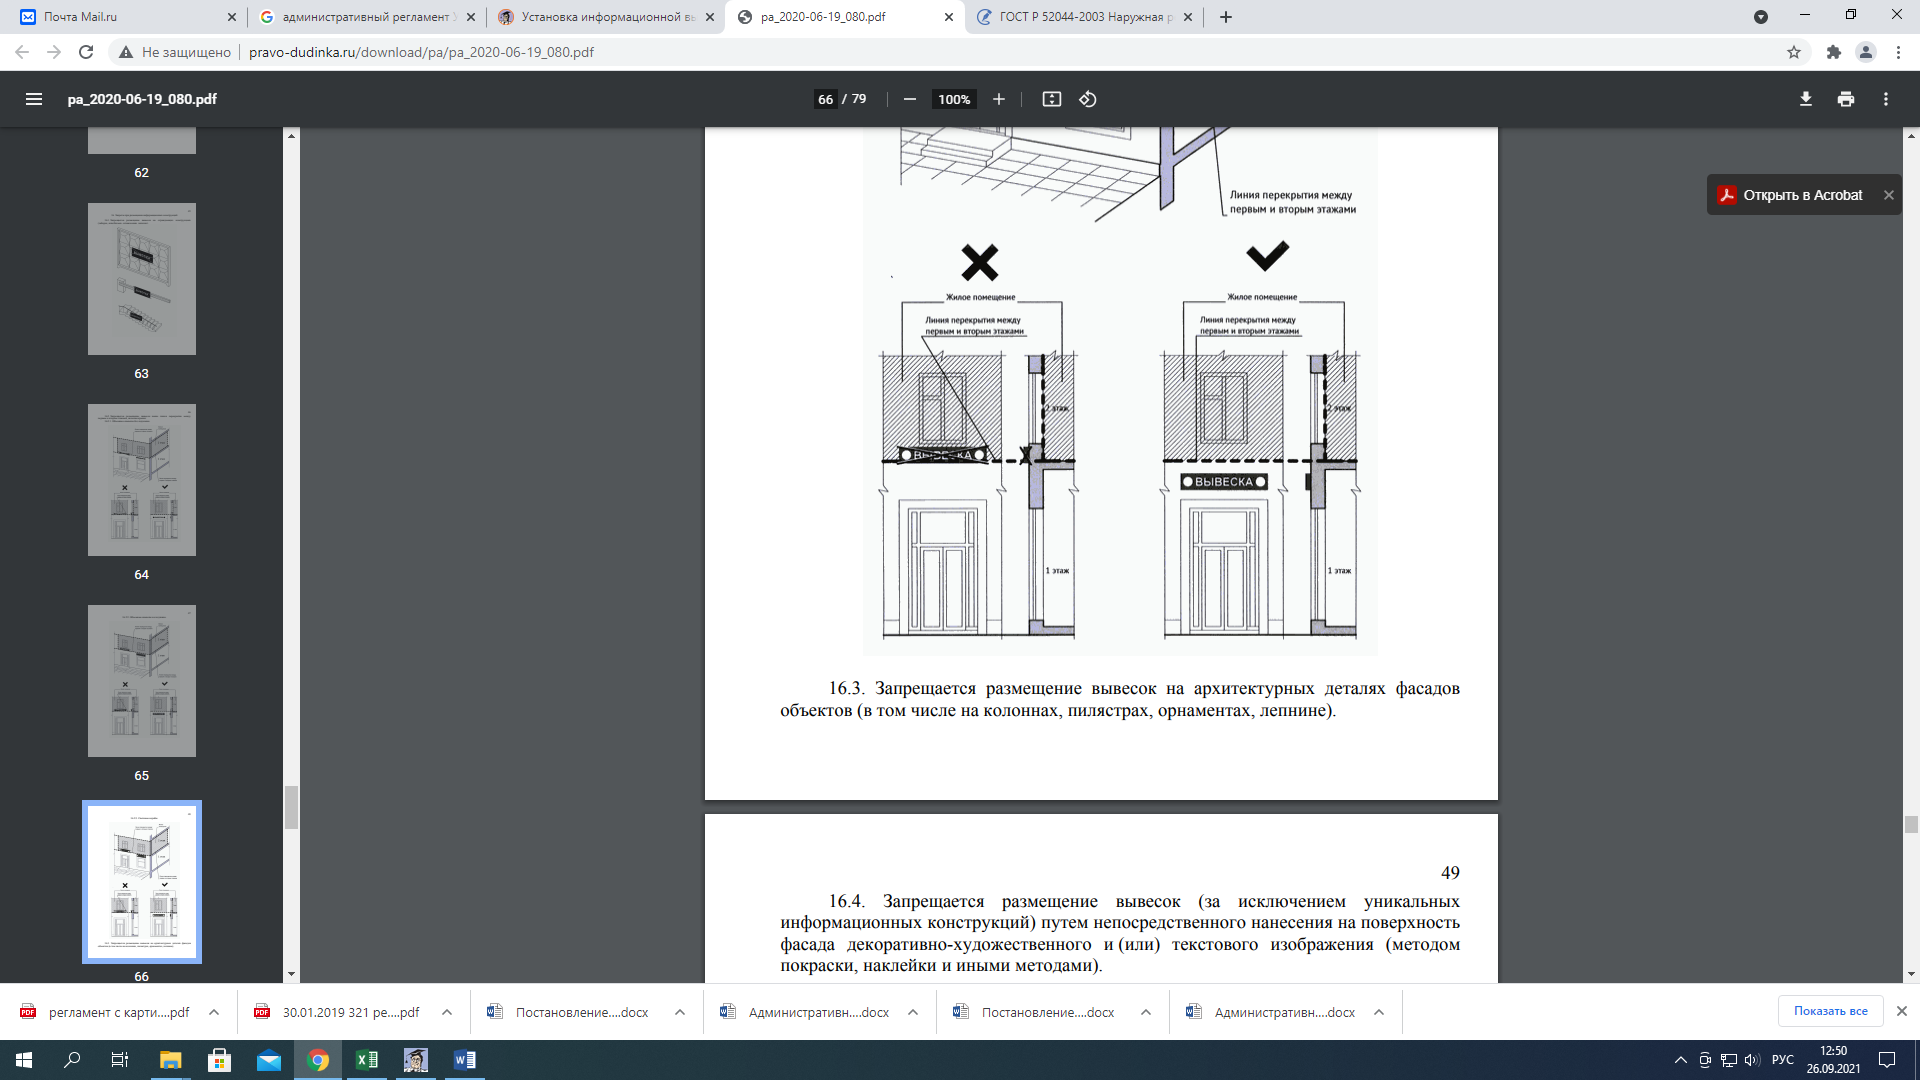 Почта Mail.ru
административный регламент У
Установка информационной вы
pa_2020-06-19_080.pdf
ГОСТ Р 52044-2003 Наружная р
Не защищено
pravo-dudinka.ru/download/pa/pa_2020-06-19_080.pdf
pa_2020-06-19_080.pdf
66 / 79
100%
Открыть в Acrobat
62
63
64
65
66
Линия перекрытия между
первым и вторым этажами
Жилое помещение
Линия перекрытия между
первым и вторым этажами
2 этаж
ВЫВЕСКА
1 этаж
Жилое помещение
Линия перекрытия между
первым и вторым этажами
2 этаж
ВЫВЕСКА
1 этаж
16.3. Запрещается размещение вывесок на архитектурных деталях фасадов
объектов (в том числе на колоннах, пилястрах, орнаментах, лепнине).
49
16.4. Запрещается размещение вывесок (за исключением уникальных
информационных конструкций) путем непосредственного нанесения на поверхность
фасада декоративно-художественного и (или) текстового изображения (методом
покраски, наклейки и иными методами).
регламент с карти....pdf
30.01.2019 321 ре....pdf
Постановление....docx
Административн....docx
Постановление....docx
Административн....docx
Показать все
РУС
12:50
26.09.2021